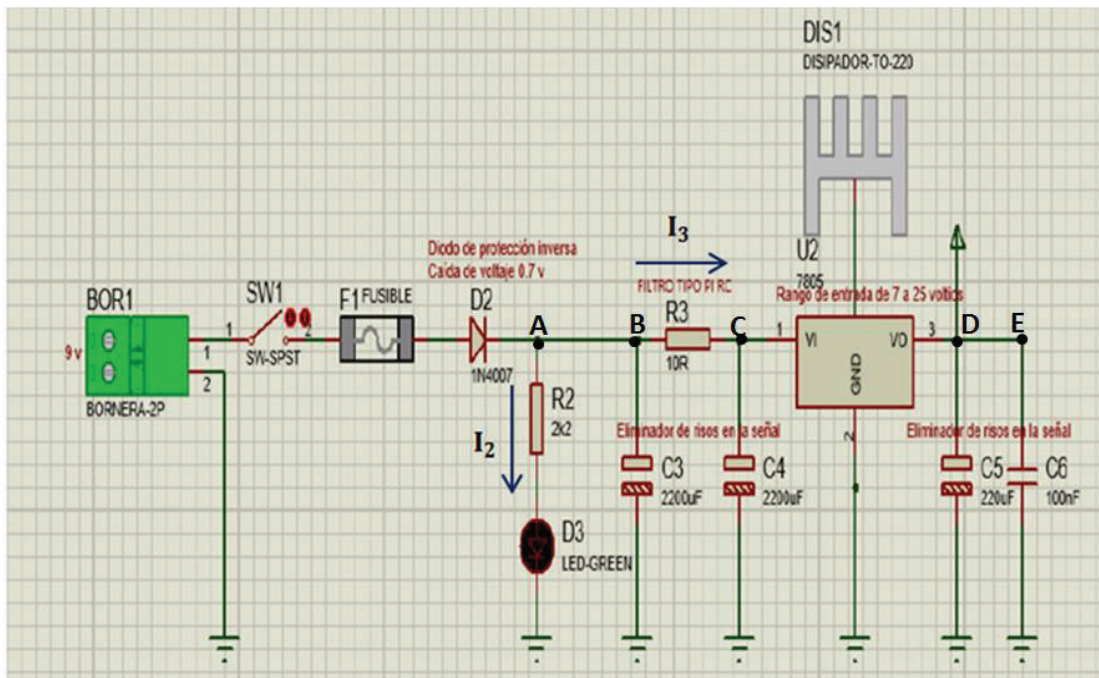 DIS1
DISIPADOR-TO-220
I₃
U2
7805
Diodo de protección inversa
Caída de voltaje 0.7 v
FILTRO TIPO PI RC
Rango de entrada de 7 a 25 voltios
BOR1
SW1
F1 FUSIBLE
D2
A
B
R3
C
D
E
9 v
1
2
1
2
SW-SPST
1N4007
10R
1
VI
VO
3
GND
2
BORNERA-2P
R2
2k2
I₂
Eliminador de risos en la señal
Eliminador de risos en la señal
C3
2200uF
C4
2200uF
C5
220uF
C6
100nF
D3
LED-GREEN